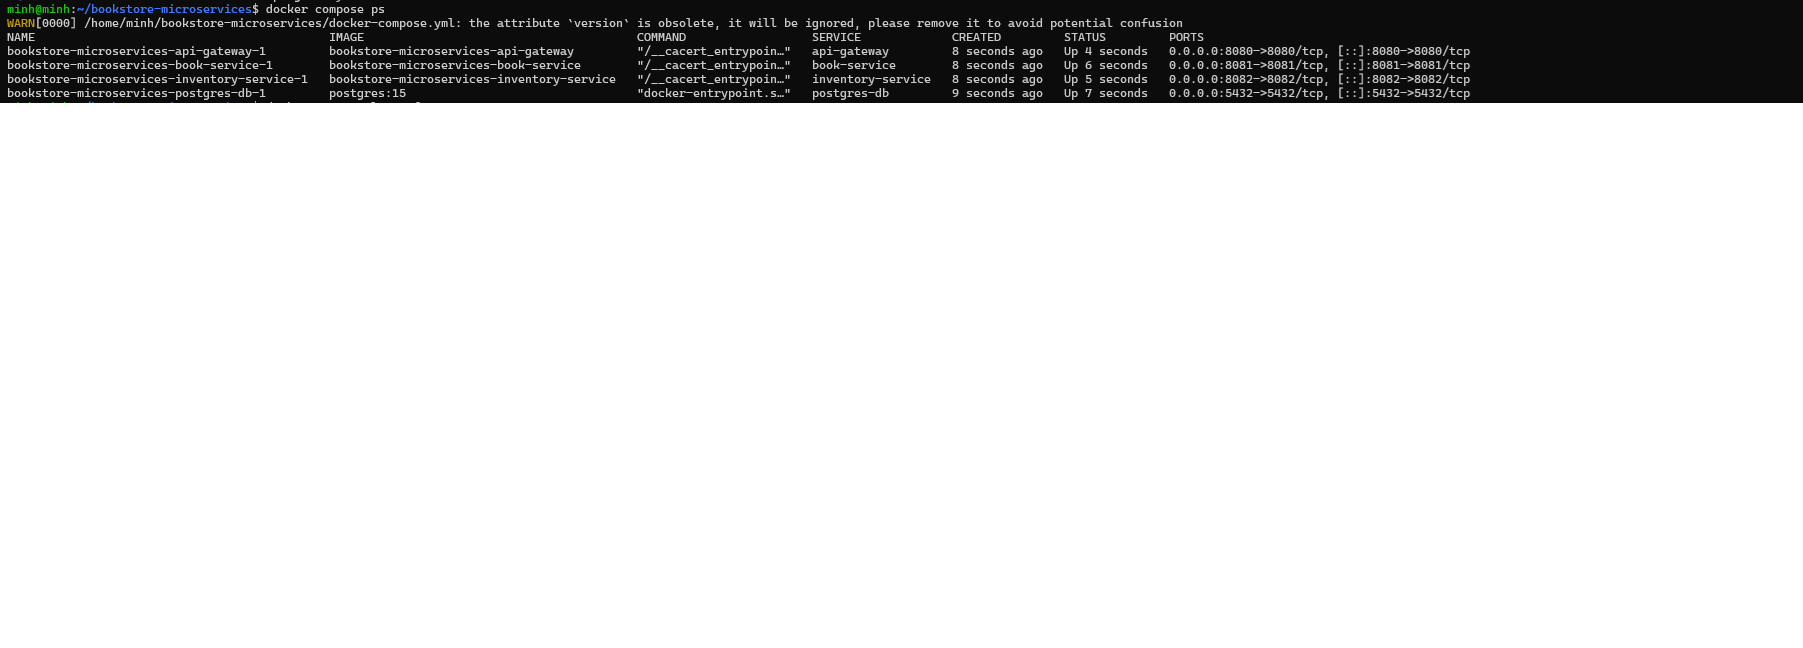 minh@minh:~/bookstore-microservices$ docker compose ps
WARN[0000] /home/minh/bookstore-microservices/docker-compose.yml: the attribute `version` is obsolete, it will be ignored, please remove it to avoid potential confusion
NAME IMAGE COMMAND SERVICE CREATED STATUS PORTS
bookstore-microservices-api-gateway-1 bookstore-microservices-api-gateway "/__cacert_entrypoin…" api-gateway 8 seconds ago Up 4 seconds 0.0.0.0:8080->8080/tcp, [::]:8080->8080/tcp
bookstore-microservices-book-service-1 bookstore-microservices-book-service "/__cacert_entrypoin…" book-service 8 seconds ago Up 6 seconds 0.0.0.0:8081->8081/tcp, [::]:8081->8081/tcp
bookstore-microservices-inventory-service-1 bookstore-microservices-inventory-service "/__cacert_entrypoin…" inventory-service 8 seconds ago Up 5 seconds 0.0.0.0:8082->8082/tcp, [::]:8082->8082/tcp
bookstore-microservices-postgres-db-1 postgres:15 "docker-entrypoint.s…" postgres-db 9 seconds ago Up 7 seconds 0.0.0.0:5432->5432/tcp, [::]:5432->5432/tcp